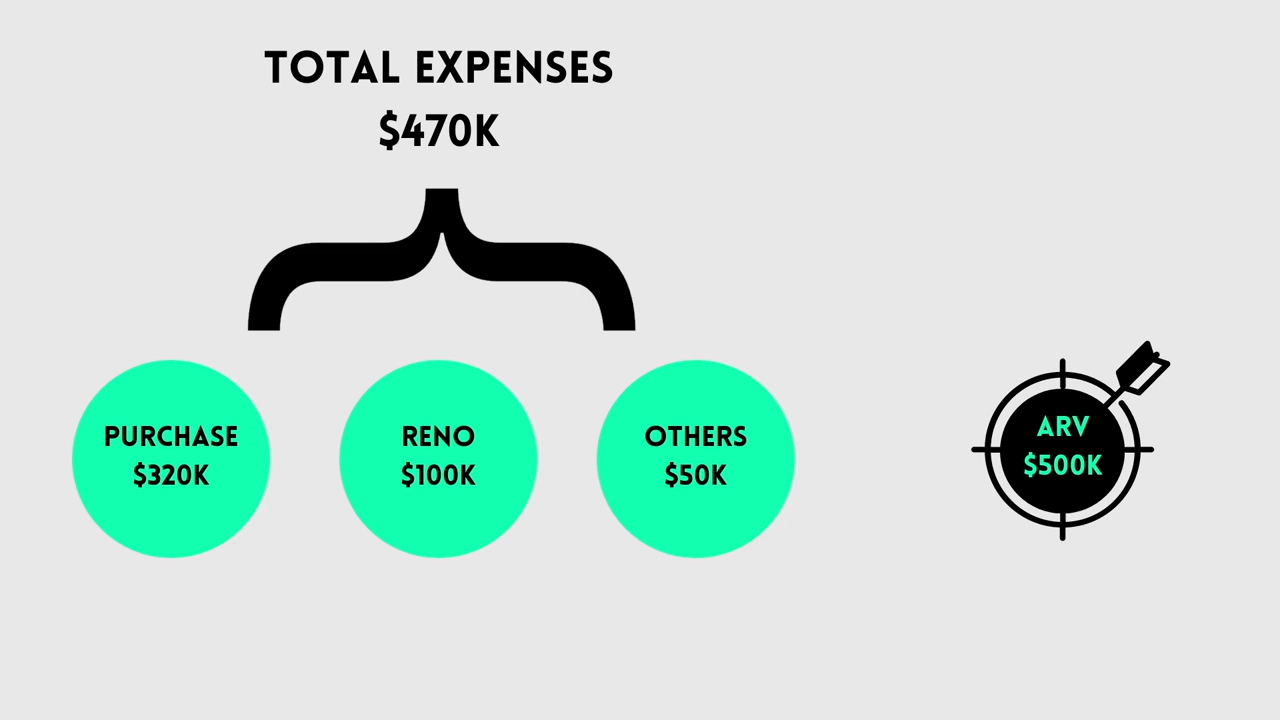 TOTAL EXPENSES
$470K
PURCHASE
$320K
RENO
$100K
OTHERS
$50K
ARV
$500K